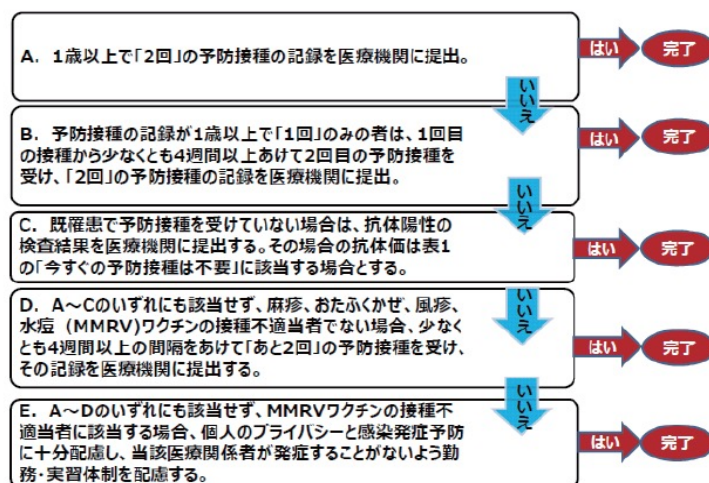 A. 1歳以上で「2回」の予防接種の記録を医療機関に提出。
はい
完了
いいえ
B. 予防接種の記録が1歳以上で「1回」のみの者は、1回目
の接種から少なくとも4週間以上あけて2回目の予防接種を
受け、「2回」の予防接種の記録を医療機関に提出。
はい
完了
いいえ
C. 既罹患で予防接種を受けていない場合は、抗体陽性の
検査結果を医療機関に提出する。その場合の抗体価は表1
の「今すぐの予防接種は不要」に該当する場合とする。
はい
完了
いいえ
D. A～Cのいずれにも該当せず、麻疹、おたふくかぜ、風疹、
水痘 (MMRV)ワクチンの接種不適当者でない場合、少なく
とも4週間以上の間隔をあけて「あと2回」の予防接種を受け、
その記録を医療機関に提出する。
はい
完了
いいえ
E. A～Dのいずれにも該当せず、MMRVワクチンの接種不
適当者に該当する場合、個人のプライバシーと感染発症予防
に十分配慮し、当該医療関係者が発症することがないよう勤
務・実習体制を配慮する。
はい
完了